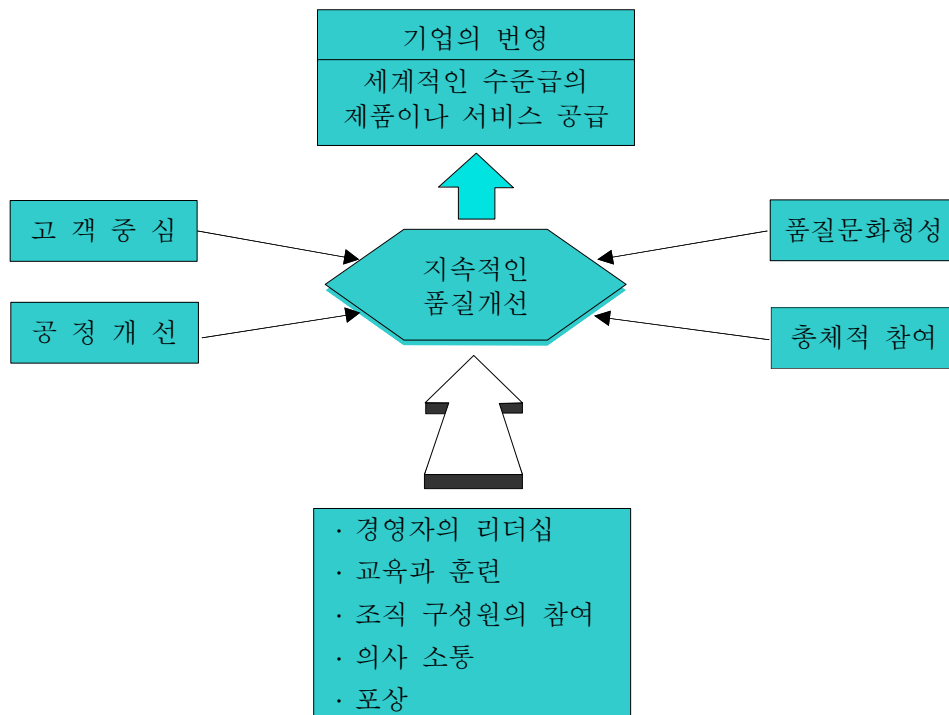 기업의 번영
세계적인 수준급의
제품이나 서비스 공급
고 객 중 심
품질문화형성
지속적인
품질개선
공 정 개 선
총체적 참여
· 경영자의 리더십
· 교육과 훈련
· 조직 구성원의 참여
· 의사 소통
· 포상